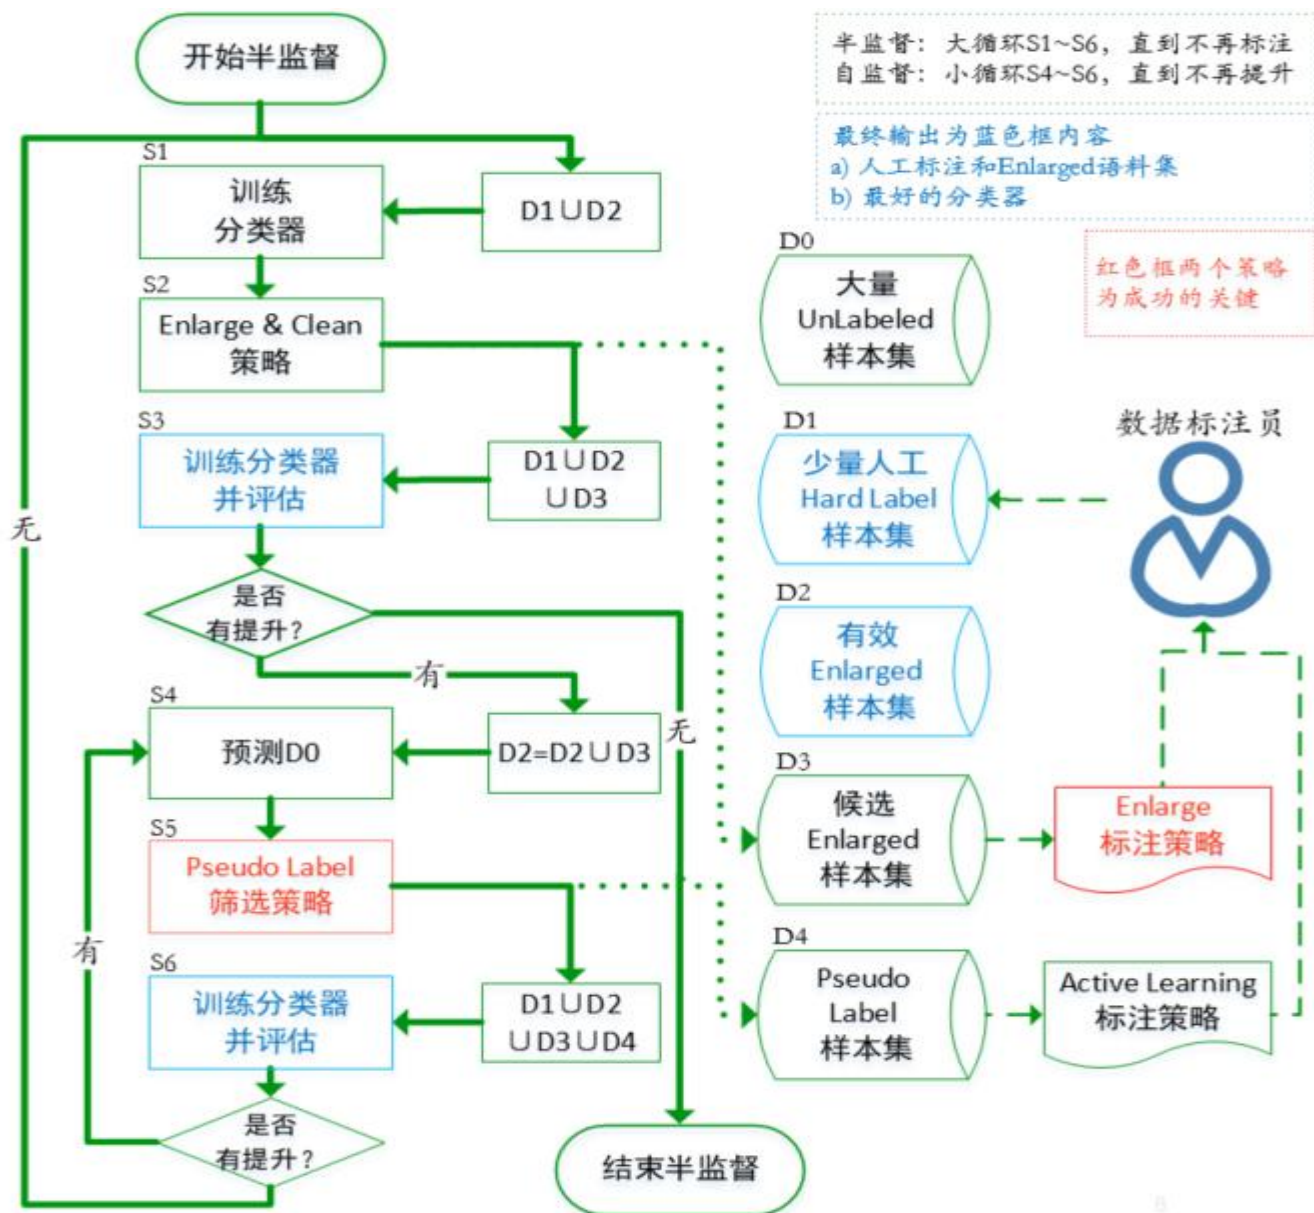 开始半监督
S1
训练
分类器
D1∪D2
S2
Enlarge & Clean
策略
S3
训练分类器
并评估
D1∪D2
∪D3
无
是否
有提升?
有
无
S4
预测D0
D2=D2∪D3
S5
Pseudo Label
筛选策略
有
S6
训练分类器
并评估
D1∪D2
∪D3∪D4
是否
有提升?
结束半监督
半监督: 大循环S1~S6, 直到不再标注
自监督: 小循环S4~S6, 直到不再提升
最终输出为蓝色框内容
a) 人工标注和Enlarged语料集
b) 最好的分类器
红色框两个策略
为成功的关键
D0
大量
UnLabeled
样本集
D1
少量人工
Hard Label
样本集
数据标注员
D2
有效
Enlarged
样本集
D3
候选
Enlarged
样本集
Enlarge
标注策略
D4
Pseudo
Label
样本集
Active Learning
标注策略
8